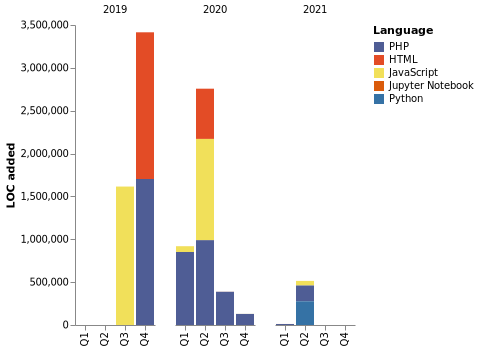 2019 2020 2021
Language
PHP
HTML
JavaScript
Jupyter Notebook
Python
LOC added
3,500,000
3,000,000
2,500,000
2,000,000
1,500,000
1,000,000
500,000
0
Q1 Q2 Q3 Q4 Q1 Q2 Q3 Q4 Q1 Q2 Q3 Q4